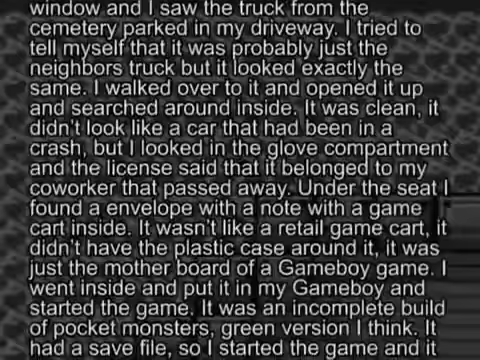 window and I saw the truck from the
cemetery parked in my driveway. I tried to
tell myself that it was probably just the
neighbors truck but it looked exactly the
same. I walked over to it and opened it up
and searched around inside. It was clean, it
didn't look like a car that had been in a
crash, but I looked in the glove compartment
and the license said that it belonged to my
coworker that passed away. Under the seat I
found a envelope with a note with a game
cart inside. It wasn't like a retail game cart, it
didn't have the plastic case around it, it was
just the mother board of a Gameboy game. I
went inside and put it in my Gameboy and
started the game. It was an incomplete build
of pocket monsters, green version I think. It
had a save file, so I started the game and it